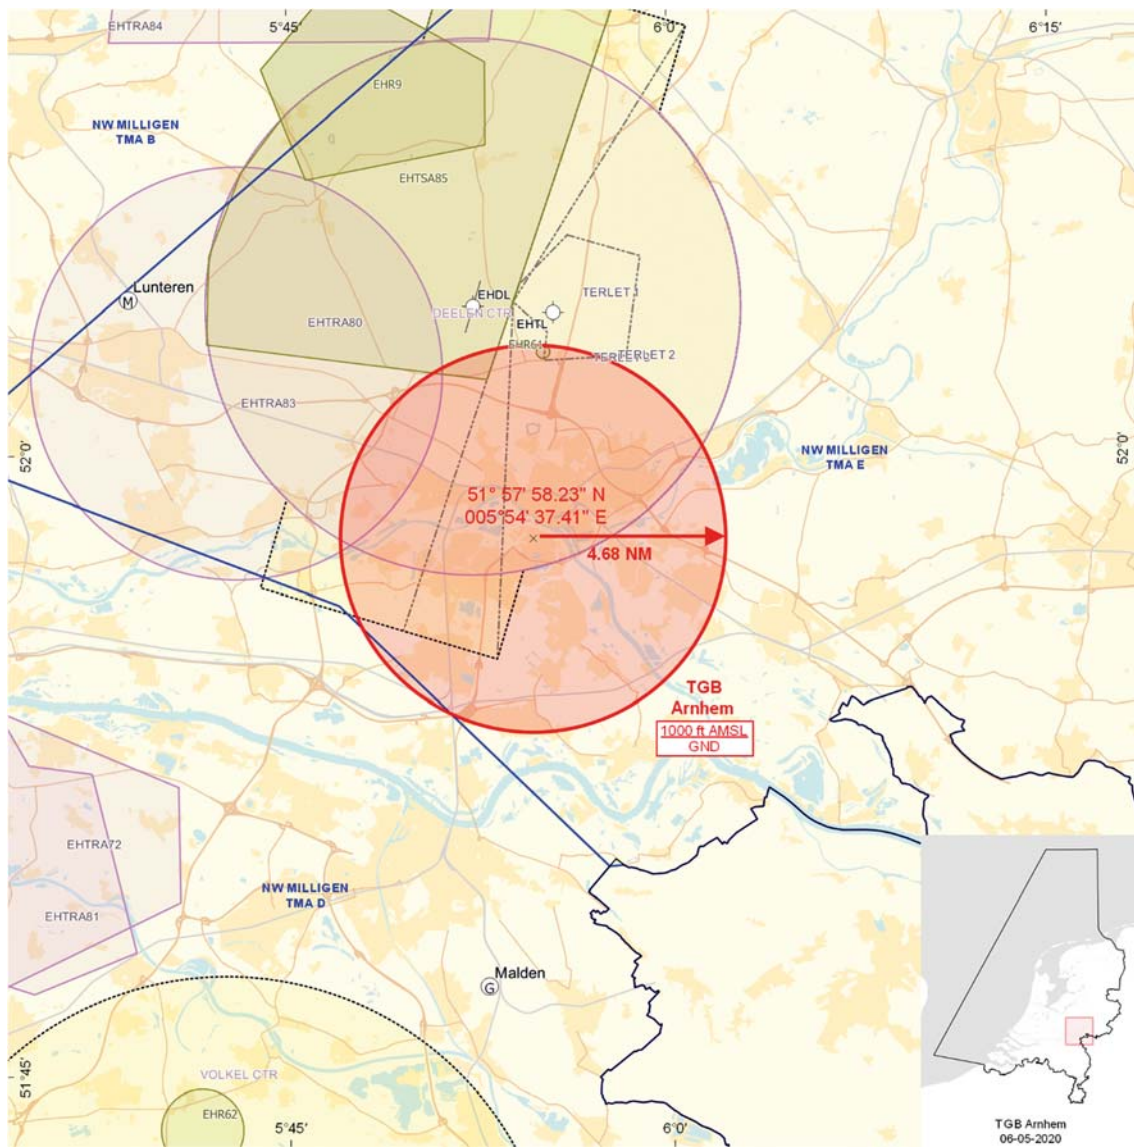 EHTRA84
5°45'
6°0'
6°15'
EHR9
NW MILLIGEN
TMA B
EHTSA85
Lunteren
M
EHDL
TERLET 1
DEELEN CTR
EHTRA80
EHTL
EHR61
TERLET 2
EHTRA83
52°0'
NW MILLIGEN
TMA E
52°0'
51° 57' 58.23" N
005°54' 37.41" E
4.68 NM
TGB
Arnhem
1000 ft AMSL
GND
EHTRA72
NW MILLIGEN
TMA D
EHTRA81
Malden
G
51°45'
VOLKEL CTR
EHR62
5°45'
6°0'
TGB Arnhem
06-05-2020